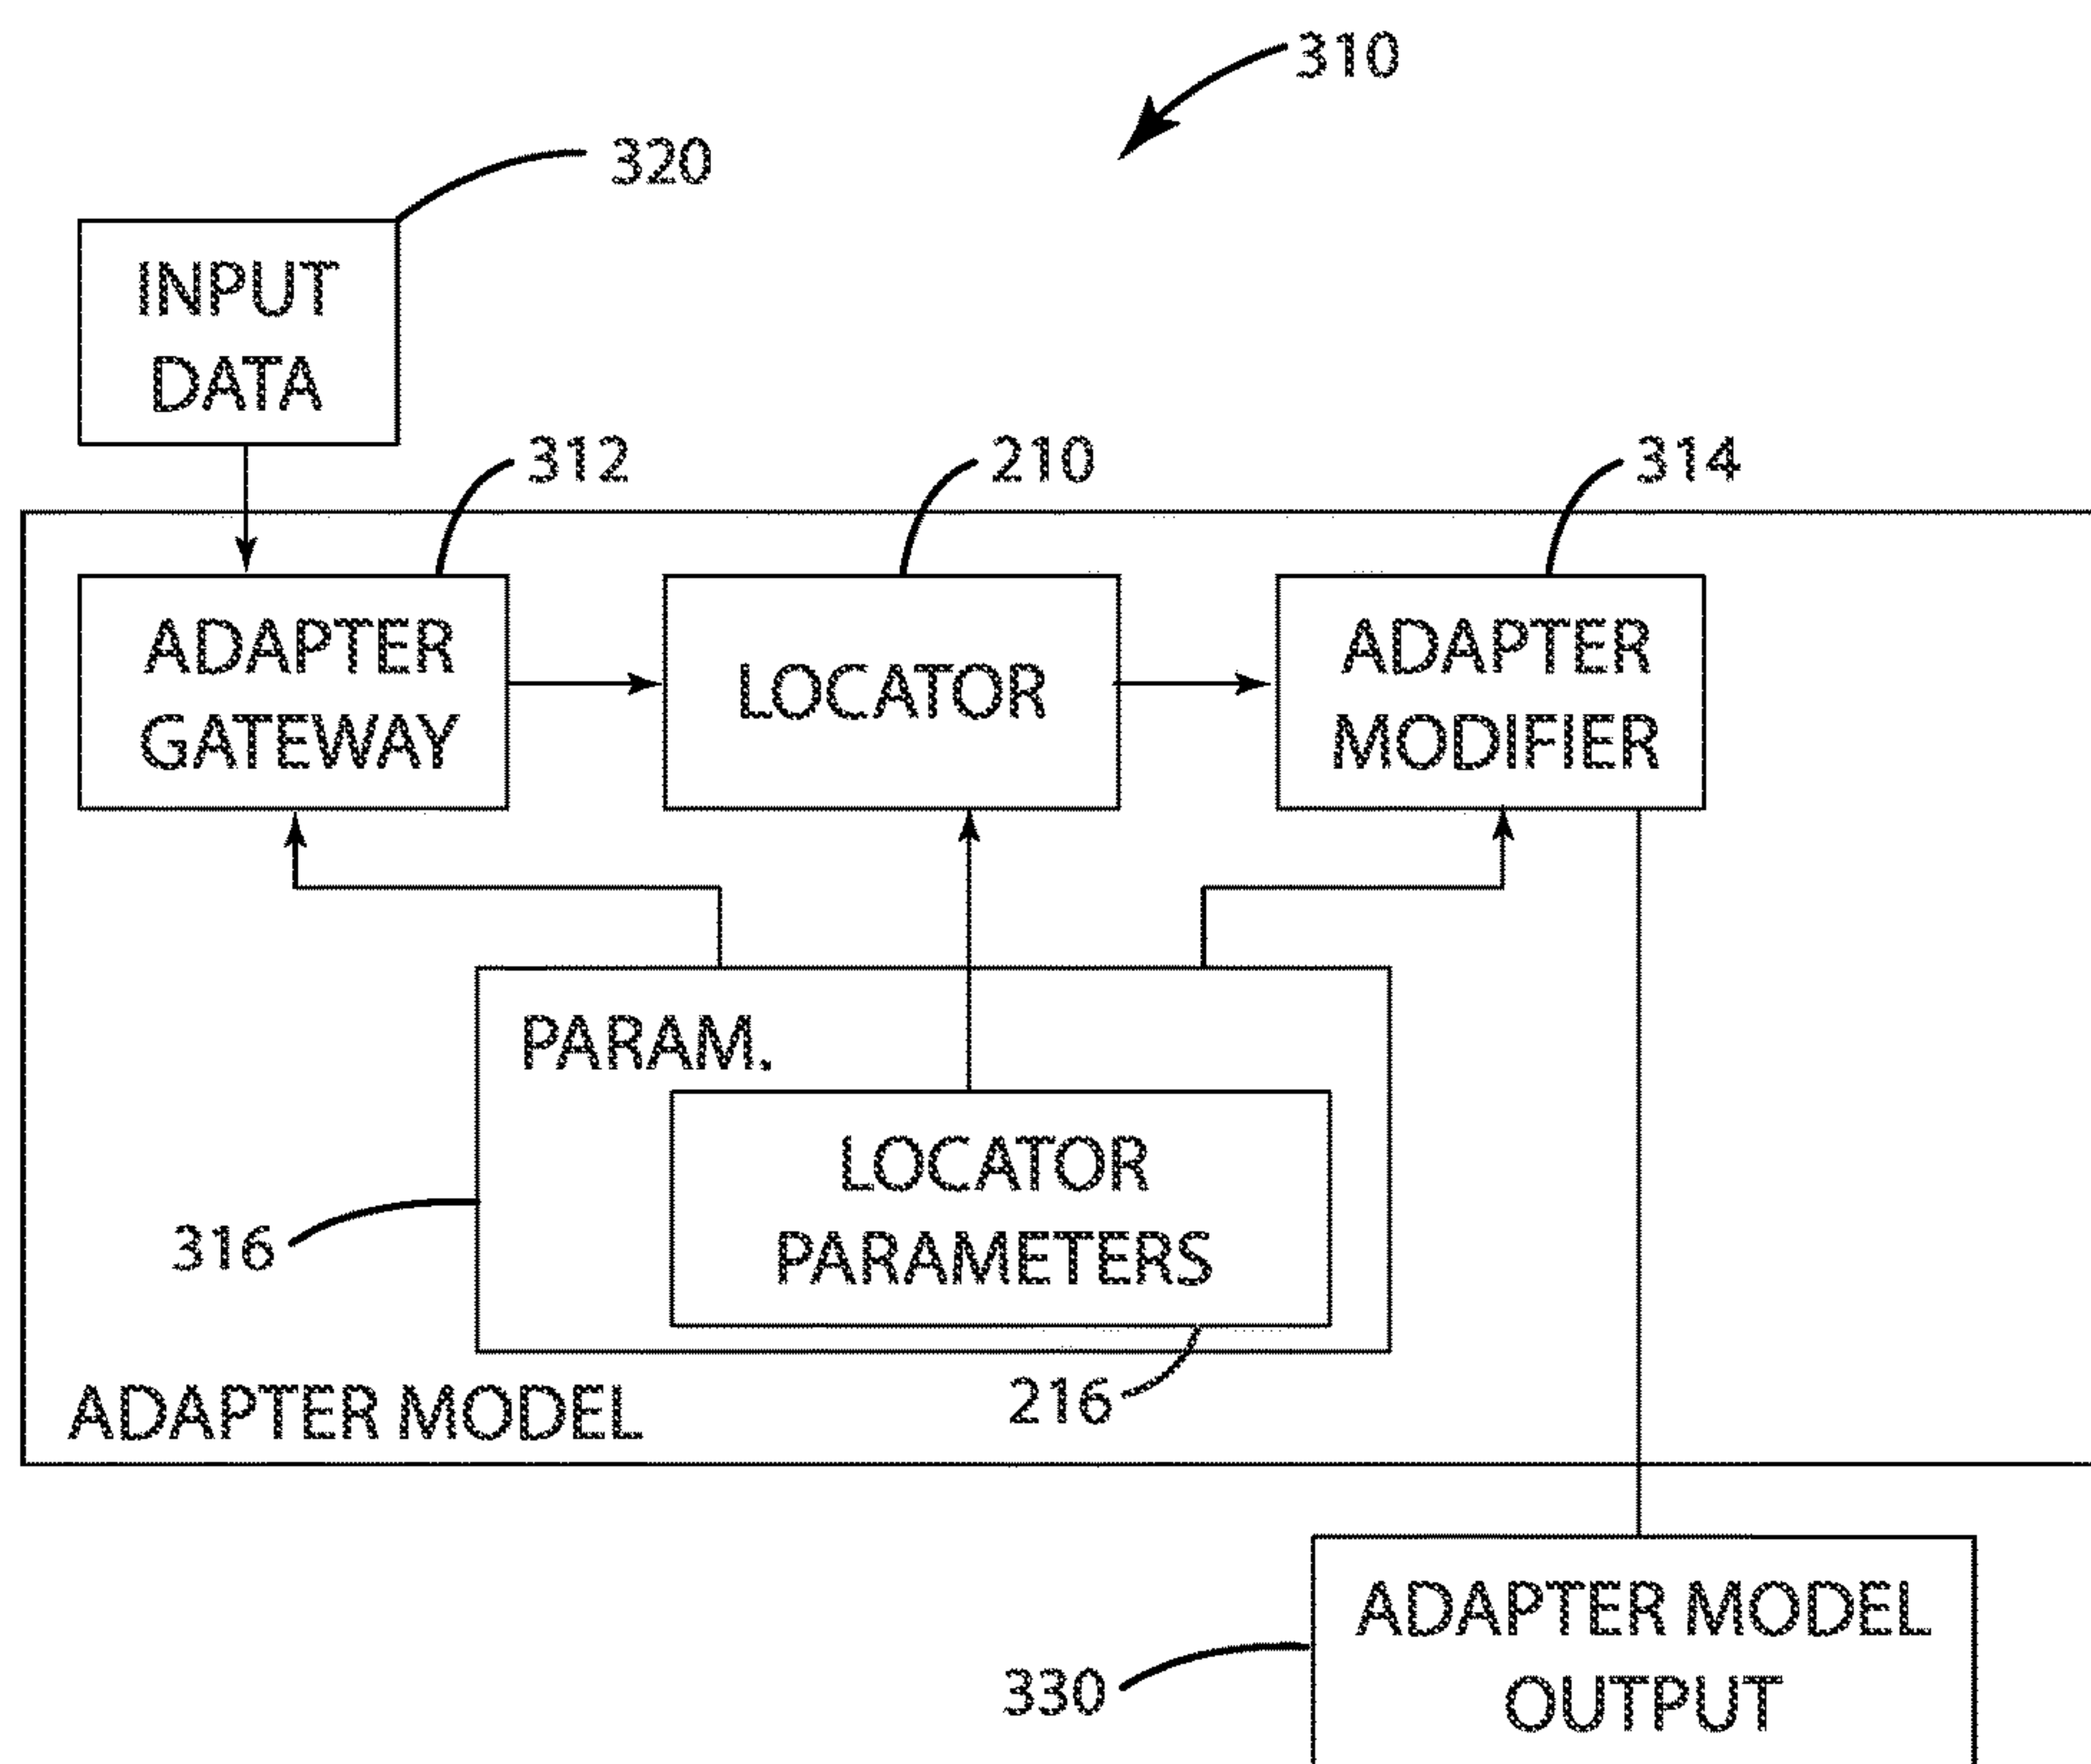 310
320
INPUT
DATA
312
210
314
ADAPTER
GATEWAY
LOCATOR
ADAPTER
MODIFIER
PARAM.
LOCATOR
PARAMETERS
316
216
ADAPTER MODEL
ADAPTER MODEL
OUTPUT
330